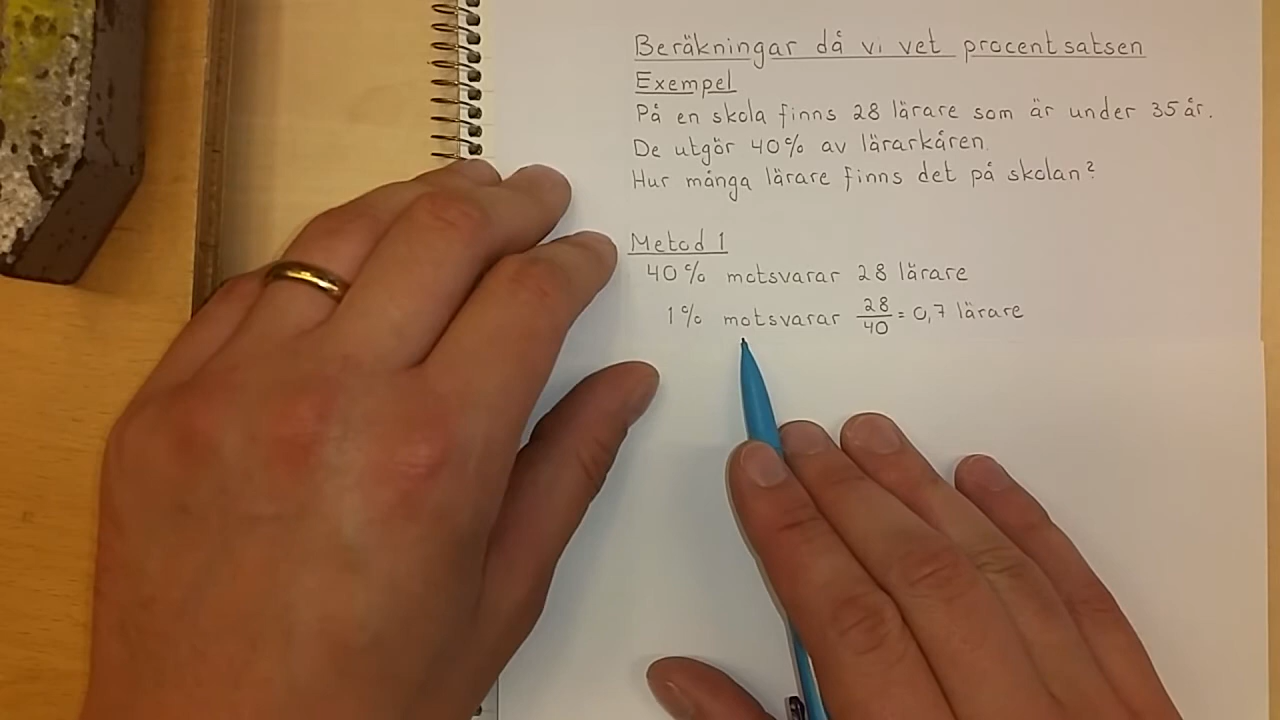 Beräkningar då vi vet procentsatsen
Exempel
På en skola finns 28 lärare som är under 35 år.
De utgör 40% av lärarkåren.
Hur många lärare finns det på skolan?
Metod 1
40% motsvarar 28 lärare
1% motsvarar 28/40 = 0,7 lärare